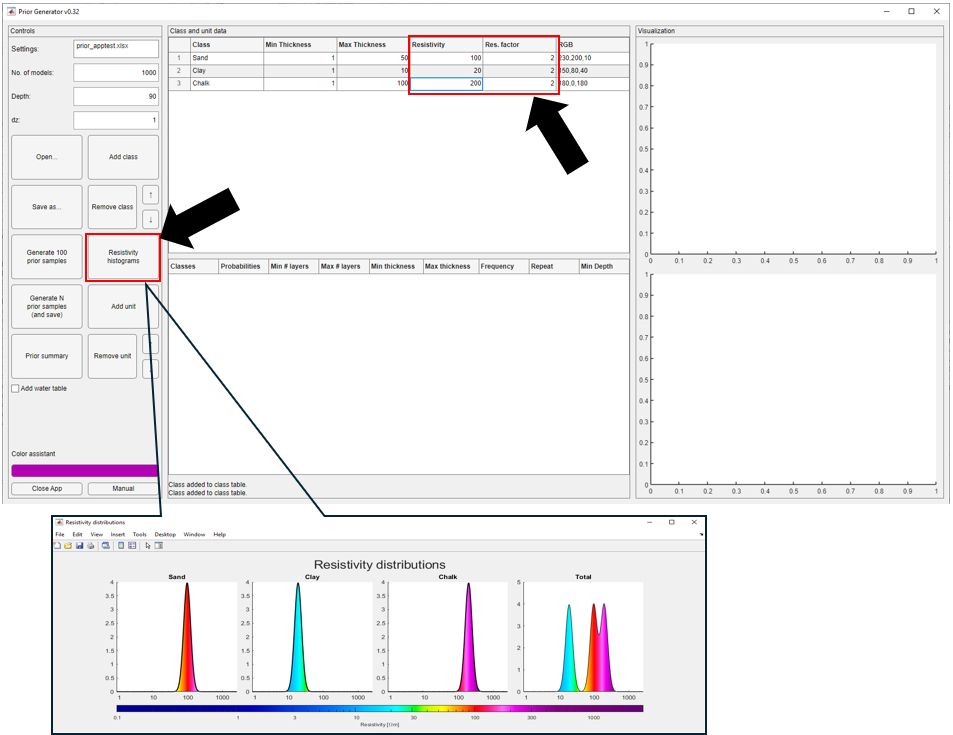 Prior Generator v0.32
Controls
Settings:
prior_apptest.xlsx
No. of models:
1000
Depth:
90
dz:
1
Open...
Add class
Save as...
Remove class
↑
↓
Generate 100
prior samples
Resistivity
histograms
Generate N
prior samples
(and save)
Add unit
Prior summary
Remove unit
Add water table
Color assistant
Close App
Manual
Class and unit data
Class Min Thickness Max Thickness Resistivity Res. factor RGB
1 Sand 1 50 100 2 230,200,10
2 Clay 1 10 20 2 150,80,40
3 Chalk 1 100 200 2 180,0,180
Classes Probabilities Min # layers Max # layers Min thickness Max thickness Frequency Repeat Min Depth
Class added to class table.
Class added to class table.
Visualization
1
0.9
0.8
0.7
0.6
0.5
0.4
0.3
0.2
0.1
0
0 0.1 0.2 0.3 0.4 0.5 0.6 0.7 0.8 0.9 1
1
0.9
0.8
0.7
0.6
0.5
0.4
0.3
0.2
0.1
0
0 0.1 0.2 0.3 0.4 0.5 0.6 0.7 0.8 0.9 1
Resistivity distributions
File Edit View Insert Tools Desktop Window Help
Resistivity distributions
Sand
4
3.5
3
2.5
2
1.5
1
0.5
0
1 10 100 1000
Clay
4
3.5
3
2.5
2
1.5
1
0.5
0
1 10 100 1000
Chalk
4
3.5
3
2.5
2
1.5
1
0.5
0
1 10 100 1000
Total
5
4
3
2
1
0
1 10 100 1000
0.1 1 3 10 30 100 300 1000
Resistivity [Ωm]